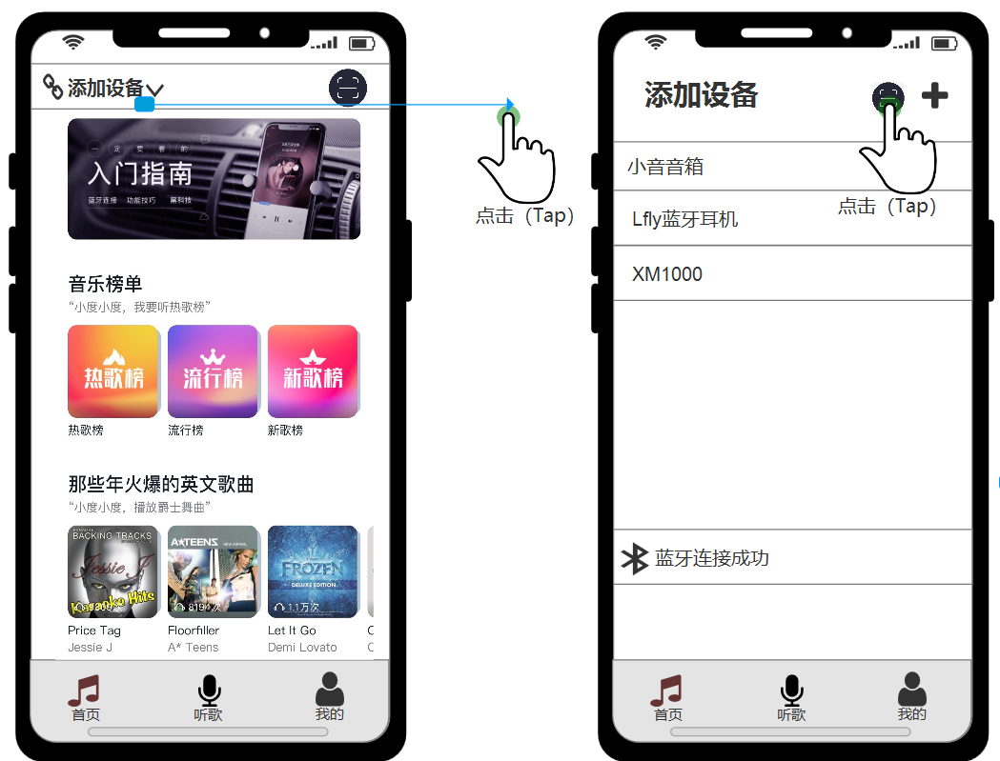 添加设备
一定要看的
入门指南
蓝牙连接 功能技巧 黑科技
音乐榜单
“小度小度，我要听热歌榜”
热歌榜
流行榜
新歌榜
热歌榜
流行榜
新歌榜
那些年火爆的英文歌曲
“小度小度，播放爵士舞曲”
KARAOKE
BACKING TRACKS
Jessie J
Karaoke Hits
A★TEENS
NEW ARRIVAL
8194次
FROZEN
DELUXE EDITION
1.1万次
Price Tag
Jessie J
Floorfiller
A* Teens
Let It Go
Demi Lovato
首页
听歌
我的
点击（Tap）
添加设备
小音音箱
点击（Tap）
Lfly蓝牙耳机
XM1000
蓝牙连接成功
首页
听歌
我的